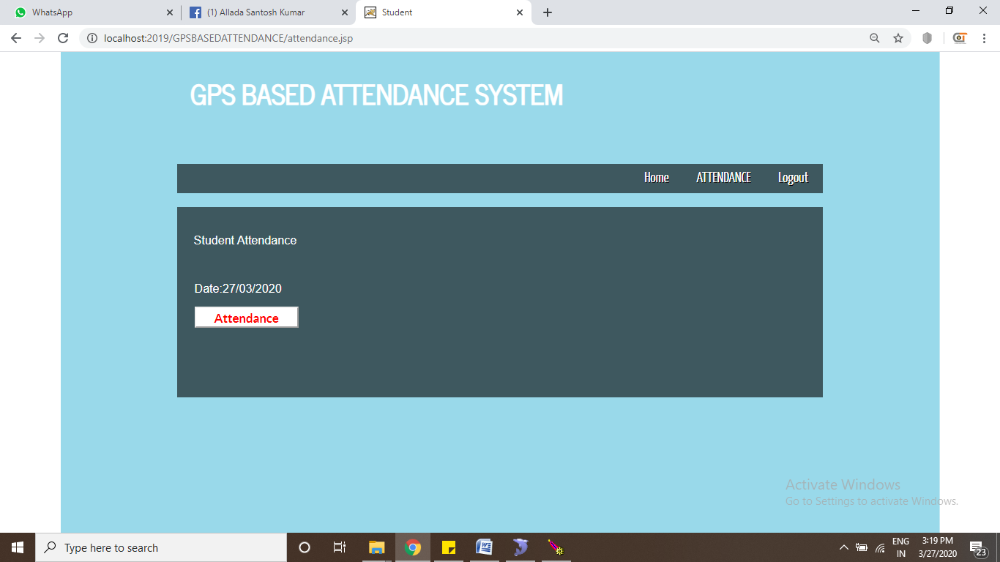 WhatsApp
(1) Allada Santosh Kumar
Student
localhost:2019/GPSBASEDATTENDANCE/attendance.jsp
GPS BASED ATTENDANCE SYSTEM
Home ATTENDANCE Logout
Student Attendance
Date:27/03/2020
Attendance
Activate Windows
Go to Settings to activate Windows.
Type here to search
ENG
IN
3:19 PM
3/27/2020
23